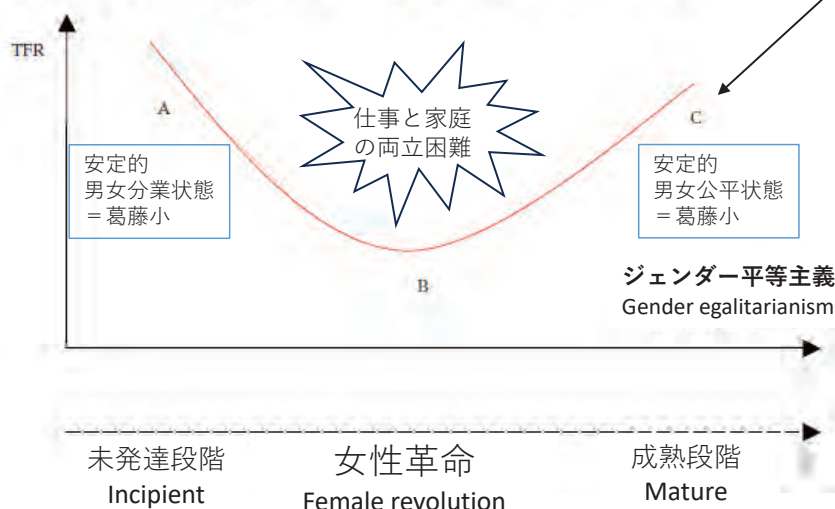 TFR
A
仕事と家庭
の両立困難
C
安定的
男女分業状態
＝葛藤小
安定的
男女公平状態
＝葛藤小
B
ジェンダー平等主義
Gender egalitarianism
未発達段階
Incipient
女性革命
Female revolution
成熟段階
Mature